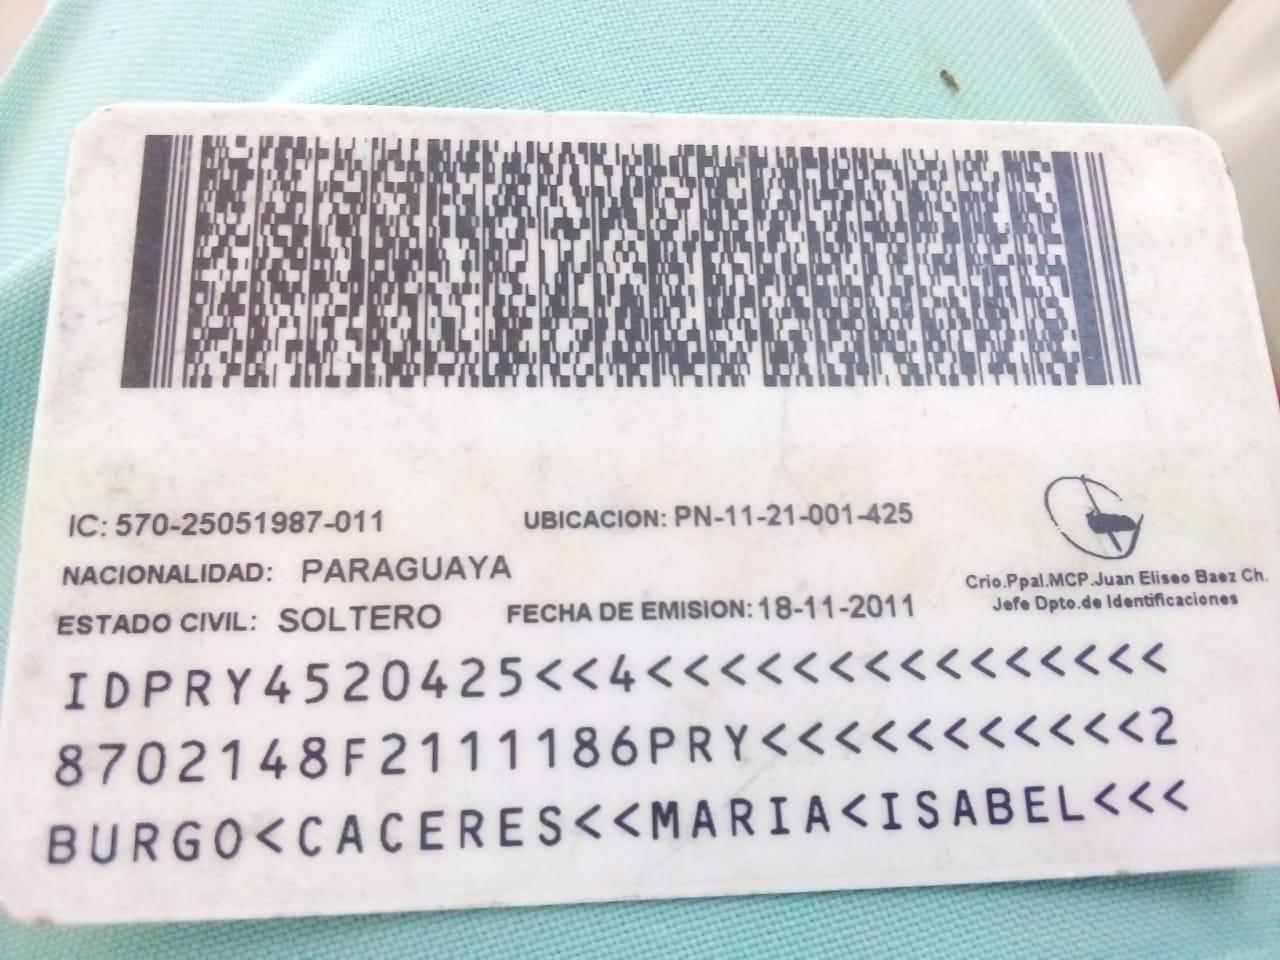 IC: 570-25051987-011
UBICACION: PN-11-21-001-425
NACIONALIDAD: PARAGUAYA
ESTADO CIVIL: SOLTERO
FECHA DE EMISION: 18-11-2011
Crio.Ppal.MCP.Juan Eliseo Baez Ch.
Jefe Dpto.de Identificaciones
IDPRY4520425<<4<<<<<<<<<<<<<<<
8702148F2111186PRY<<<<<<<<<<<2
BURGO<CACERES<<MARIA<ISABEL<<<